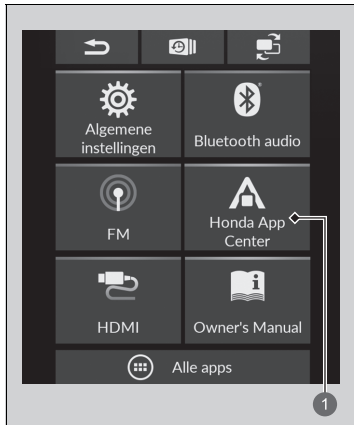 Algemene
instellingen
Bluetooth audio
FM
Honda App
Center
HDMI
Owner's Manual
Alle apps
1